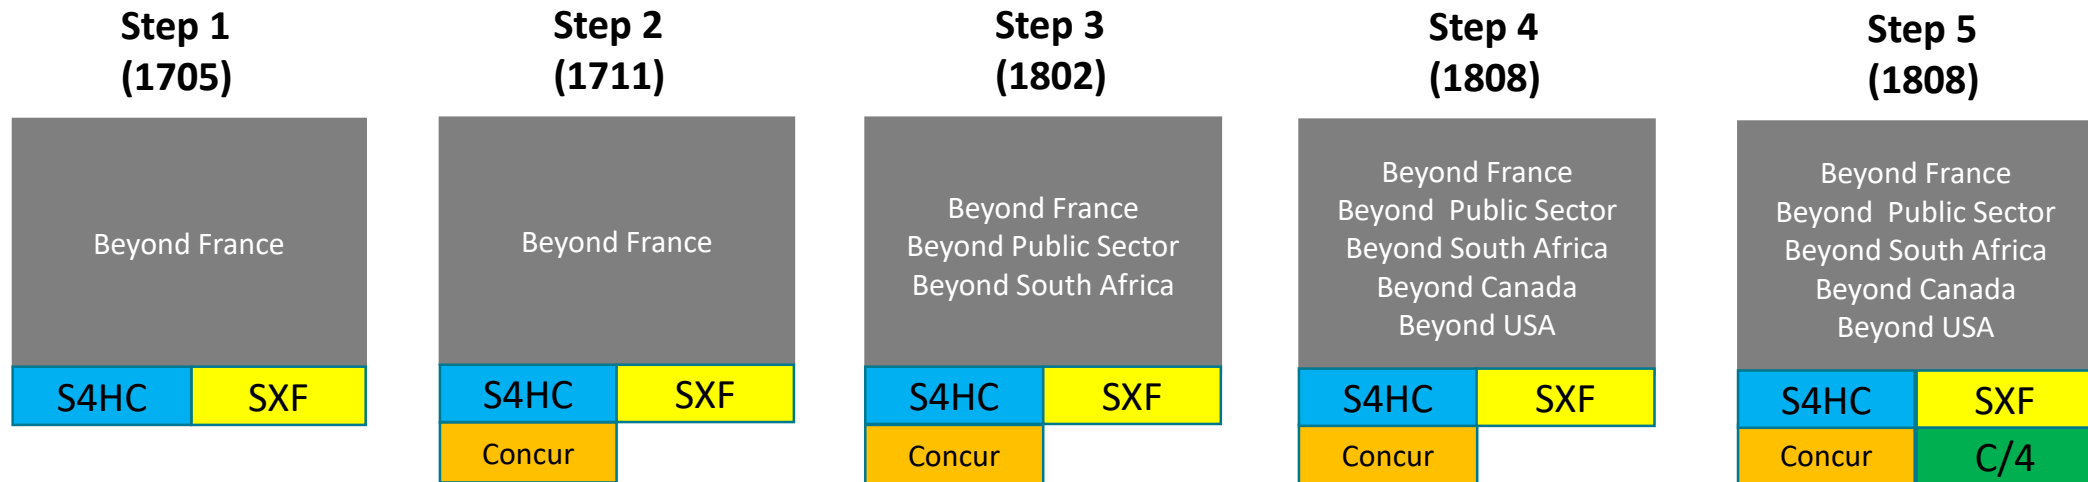 Step 1
(1705)
Beyond France
S4HC
SXF
Step 2
(1711)
Beyond France
S4HC
SXF
Concur
Step 3
(1802)
Beyond France
Beyond Public Sector
Beyond South Africa
S4HC
SXF
Concur
Step 4
(1808)
Beyond France
Beyond  Public Sector
Beyond South Africa
Beyond Canada
Beyond USA
S4HC
SXF
Concur
Step 5
(1808)
Beyond France
Beyond  Public Sector
Beyond South Africa
Beyond Canada
Beyond USA
S4HC
SXF
Concur
C/4